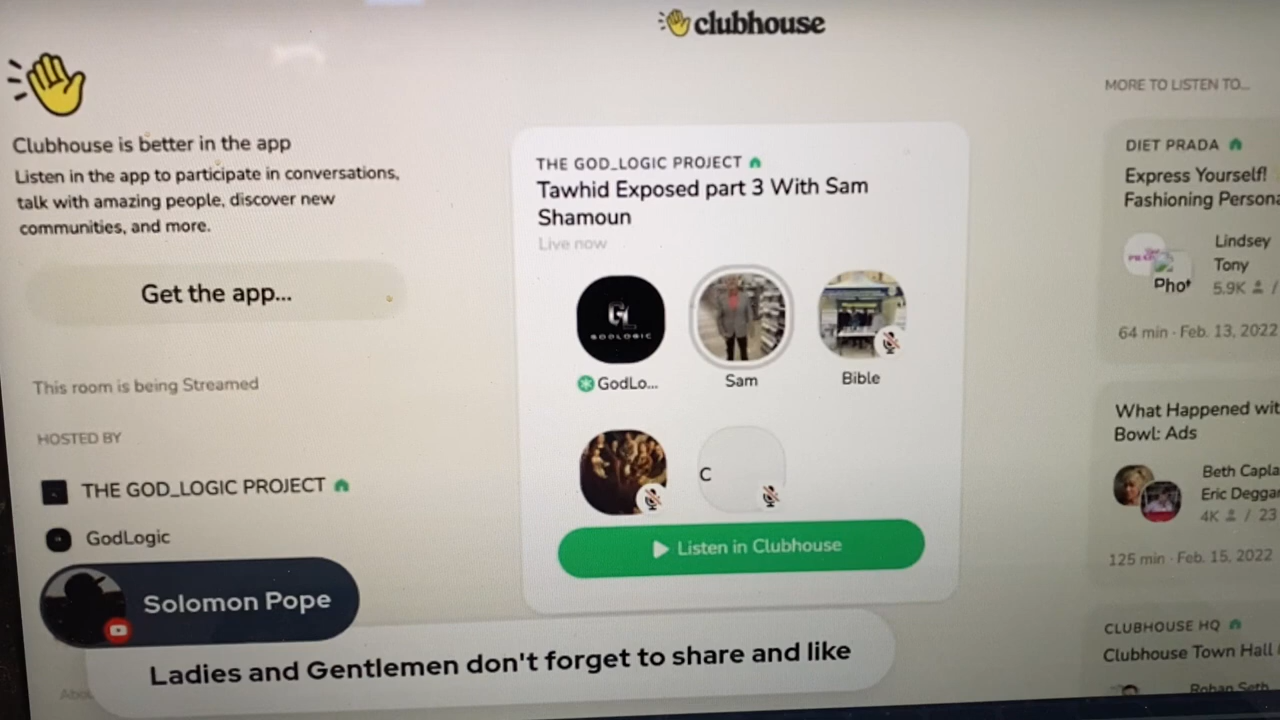 clubhouse
Clubhouse is better in the app
Listen in the app to participate in conversations,
talk with amazing people, discover new
communities, and more.
Get the app...
This room is being Streamed
HOSTED BY
THE GOD_LOGIC PROJECT
GodLogic
Solomon Pope
Ladies and Gentlemen don't forget to share and like
THE GOD_LOGIC PROJECT
Tawhid Exposed part 3 With Sam
Shamoun
Live now
GL
GODLOGIC
GodLo...
Sam
Bible
C
Listen in Clubhouse
MORE TO LISTEN TO...
DIET PRADA
Express Yourself!
Fashioning Persona
Lindsey
Tony
Phot
5.9K /
64 min · Feb. 13, 2022
What Happened wit
Bowl: Ads
Beth Capla
Eric Deggar
4K / 23
125 min · Feb. 15, 2022
CLUBHOUSE HQ
Clubhouse Town Hall
Rohan Seth